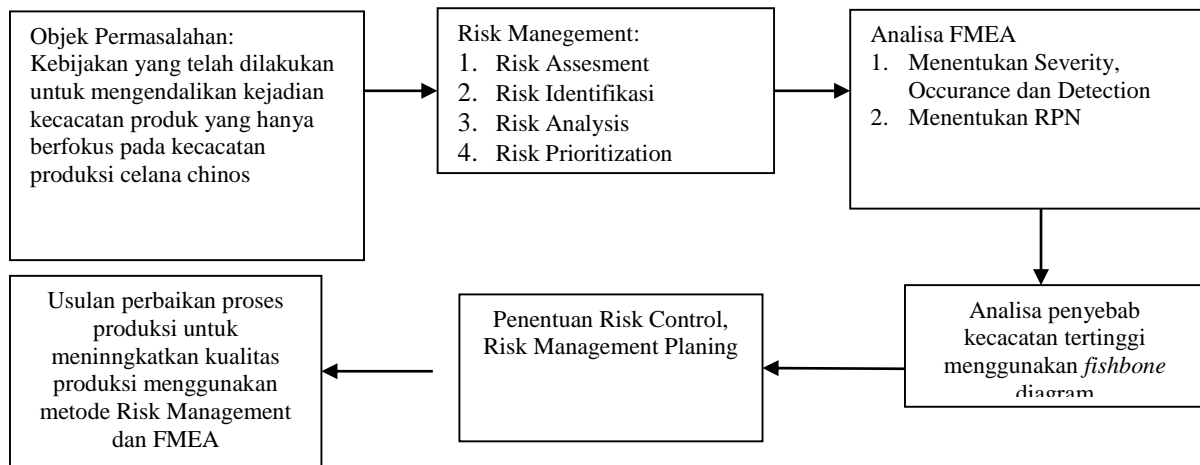 Objek Permasalahan:
Kebijakan yang telah dilakukan
untuk mengendalikan kejadian
kecacatan produk yang hanya
berfokus pada kecacatan
produksi celana chinos
Risk Manegement:
1. Risk Assesment
2. Risk Identifikasi
3. Risk Analysis
4. Risk Prioritization
Analisa FMEA
1. Menentukan Severity,
Occurance dan Detection
2. Menentukan RPN
Analisa penyebab
kecacatan tertinggi
menggunakan fishbone
diagram
Penentuan Risk Control,
Risk Management Planing
Usulan perbaikan proses
produksi untuk
meninngkatkan kualitas
produksi menggunakan
metode Risk Management
dan FMEA